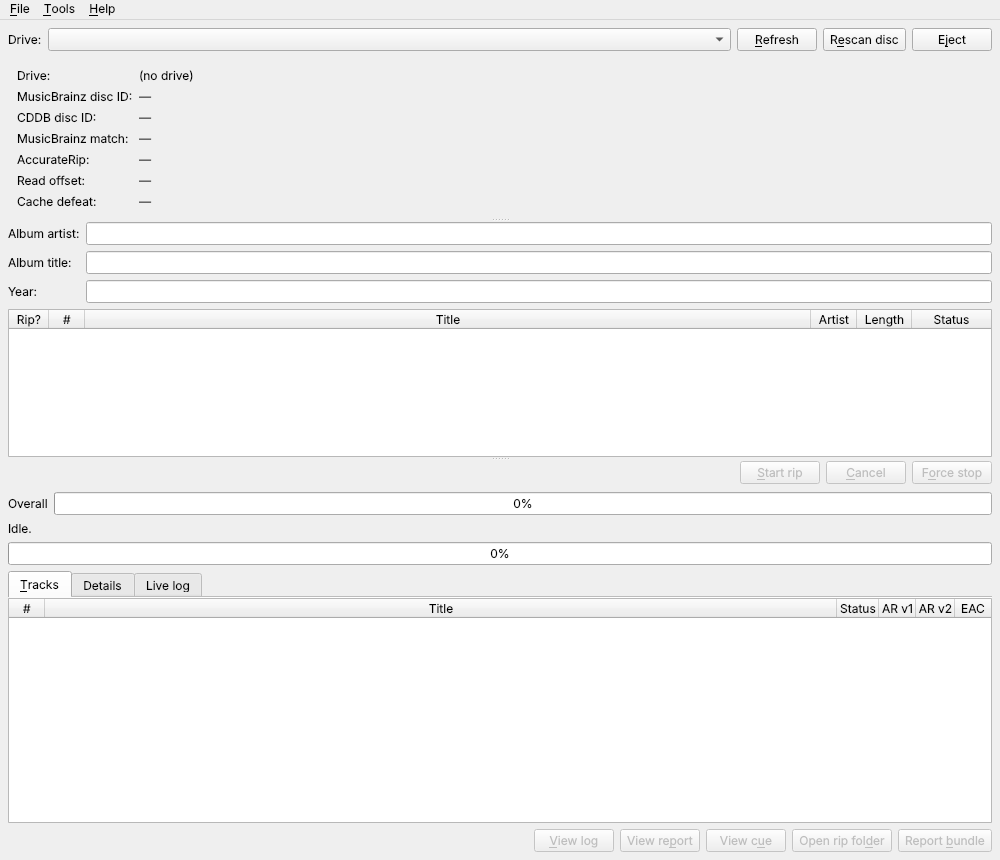 File Tools Help
Drive: Refresh Rescan disc Eject
Drive: (no drive)
MusicBrainz disc ID: —
CDDB disc ID: —
MusicBrainz match: —
AccurateRip: —
Read offset: —
Cache defeat: —
Album artist:
Album title:
Year:
Rip? # Title Artist Length Status
Start rip Cancel Force stop
Overall 0%
Idle.
0%
Tracks Details Live log
# Title Status AR v1 AR v2 EAC
View log View report View cue Open rip folder Report bundle